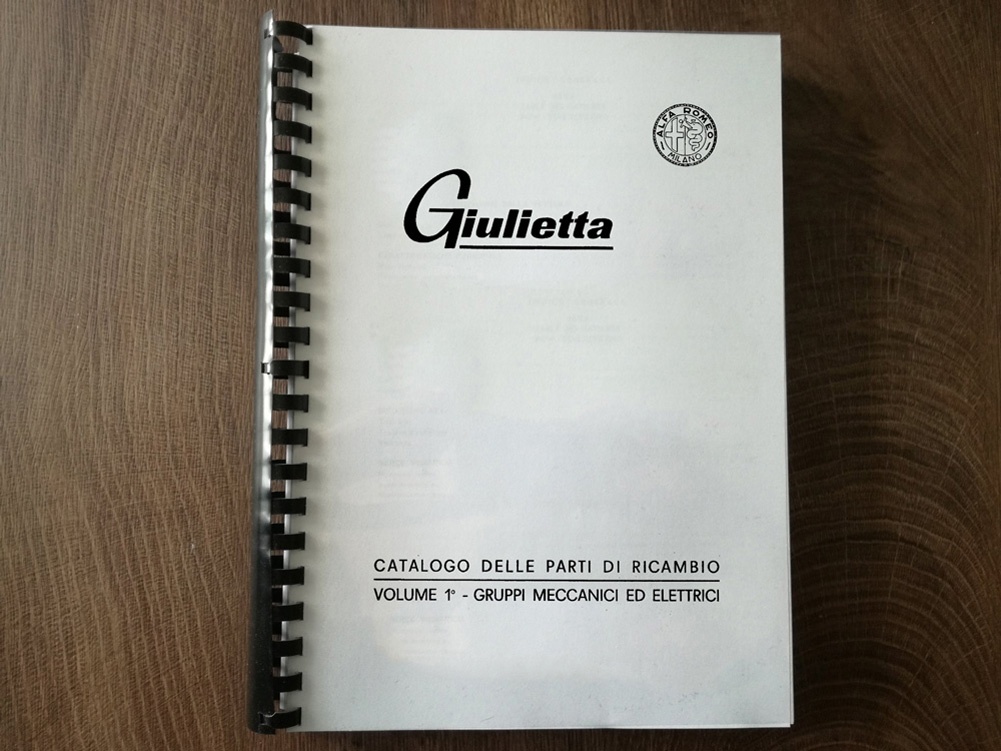 ALFA ROMEO
MILANO
Giulietta
CATALOGO DELLE PARTI DI RICAMBIO
VOLUME 1° - GRUPPI MECCANICI ED ELETTRICI